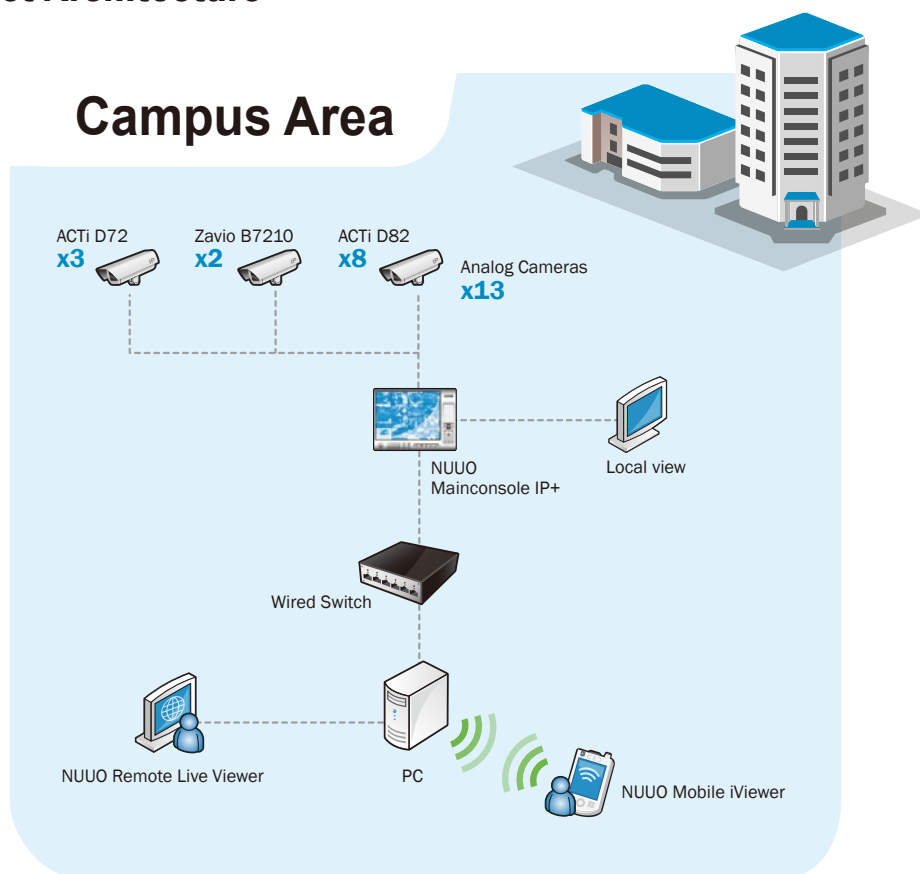 Campus Area
ACTi D72
x3
Zavio B7210
x2
ACTi D82
x8
Analog Cameras
x13
NUUO
Mainconsole IP+
Local view
Wired Switch
NUUO Remote Live Viewer
PC
NUUO Mobile iViewer